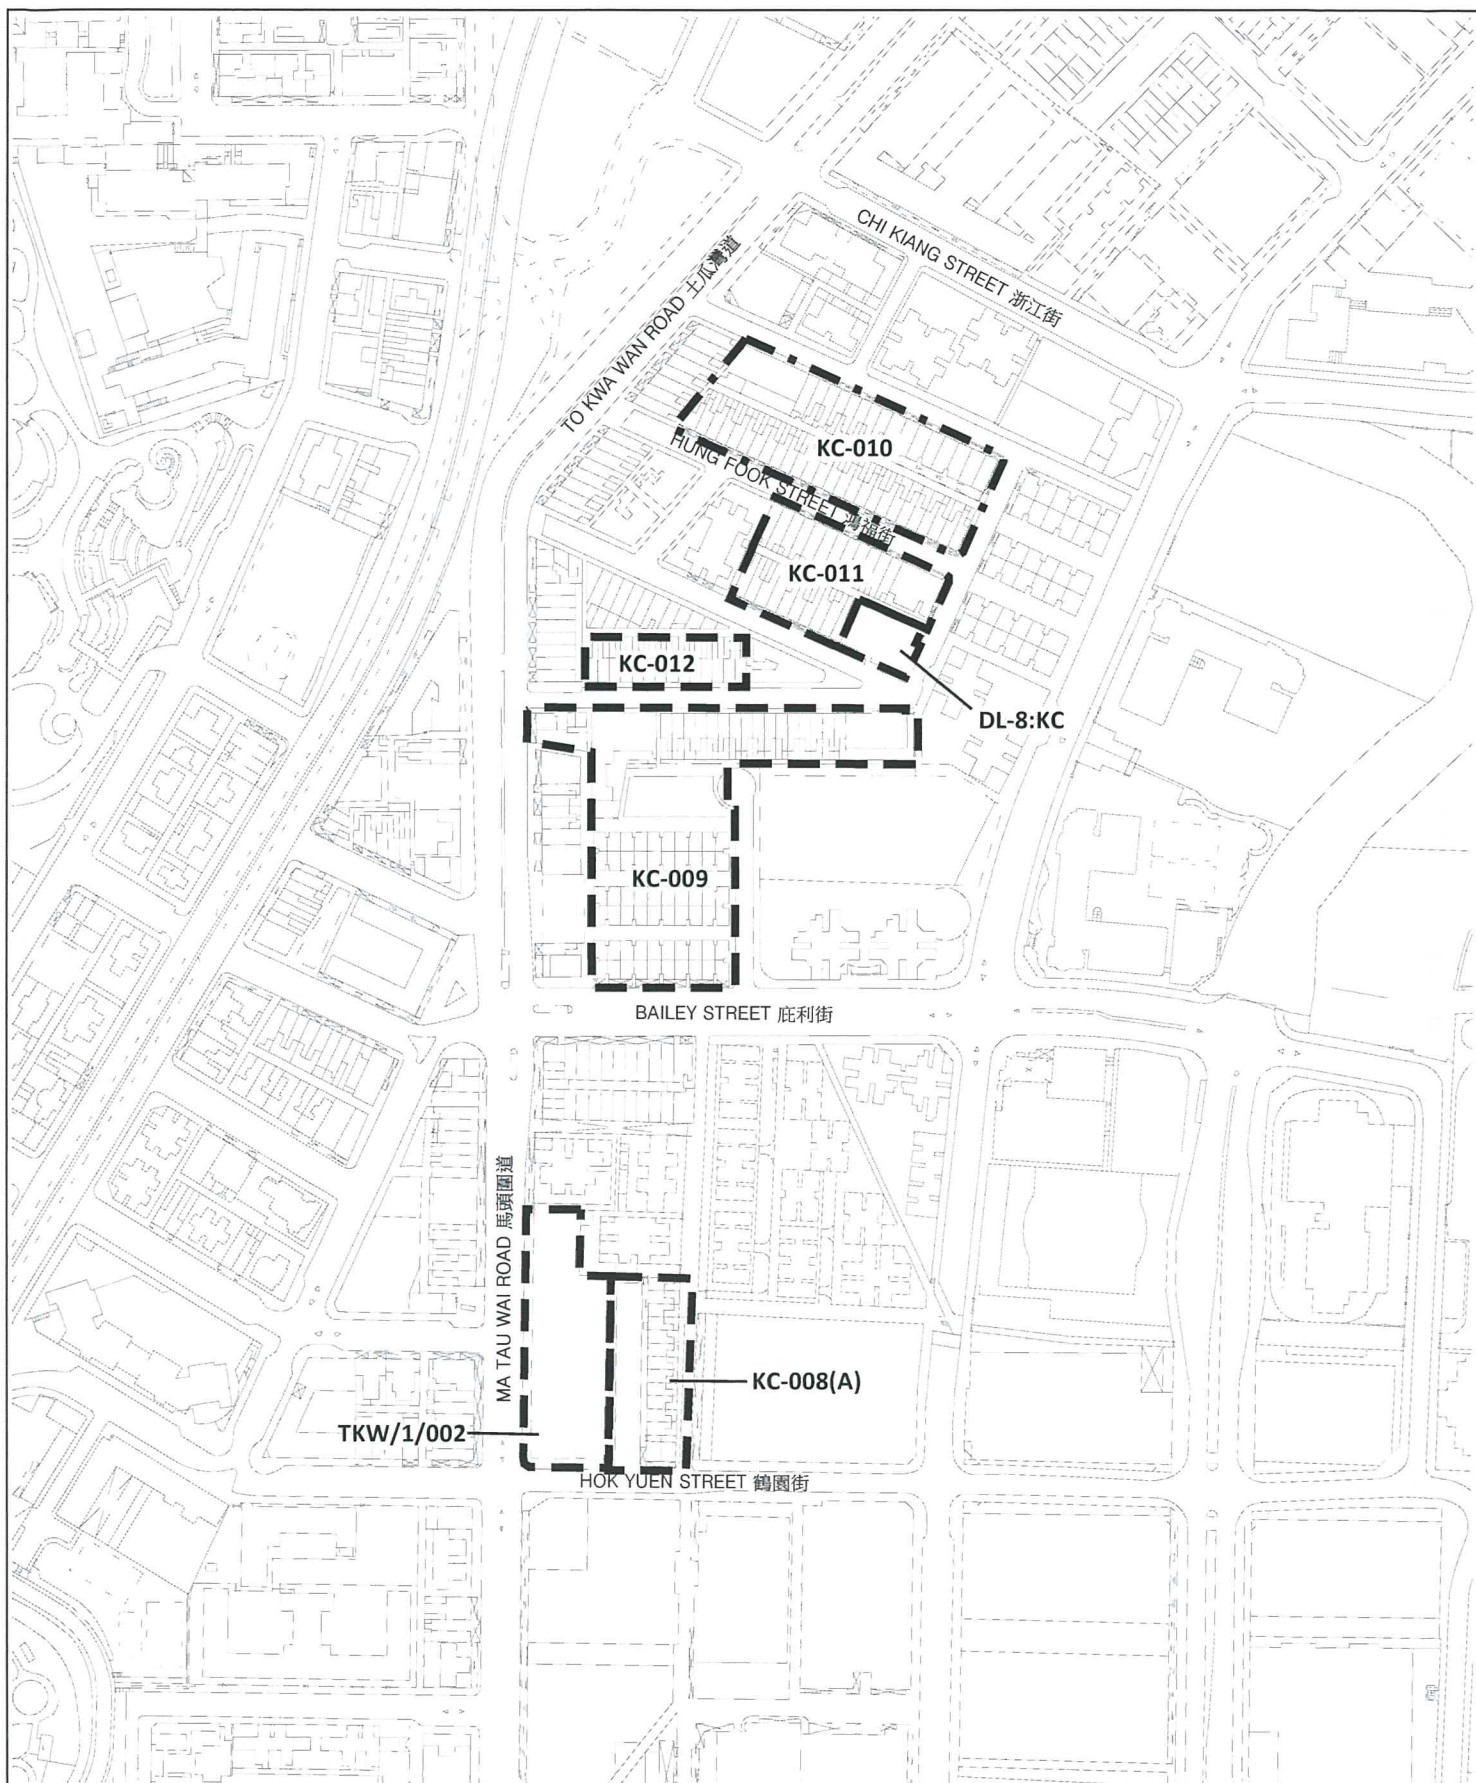 CHI KIANG STREET 浙江街
TO KWA WAN ROAD 土瓜灣道
KC-010
HUNG FOOK STREET 鴻福街
KC-011
KC-012
DL-8:KC
KC-009
BAILEY STREET 庇利街
MA TAU WAI ROAD 馬頭圍道
KC-008(A)
TKW/1/002
HOK YUEN STREET 鶴園街